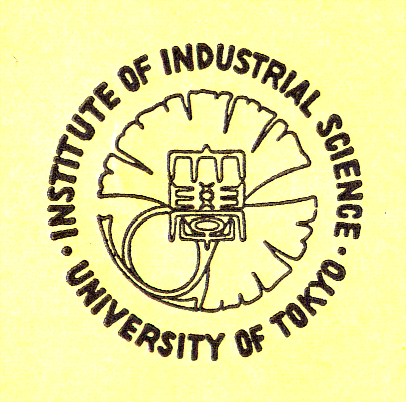 INSTITUTE OF INDUSTRIAL SCIENCE
UNIVERSITY OF TOKYO